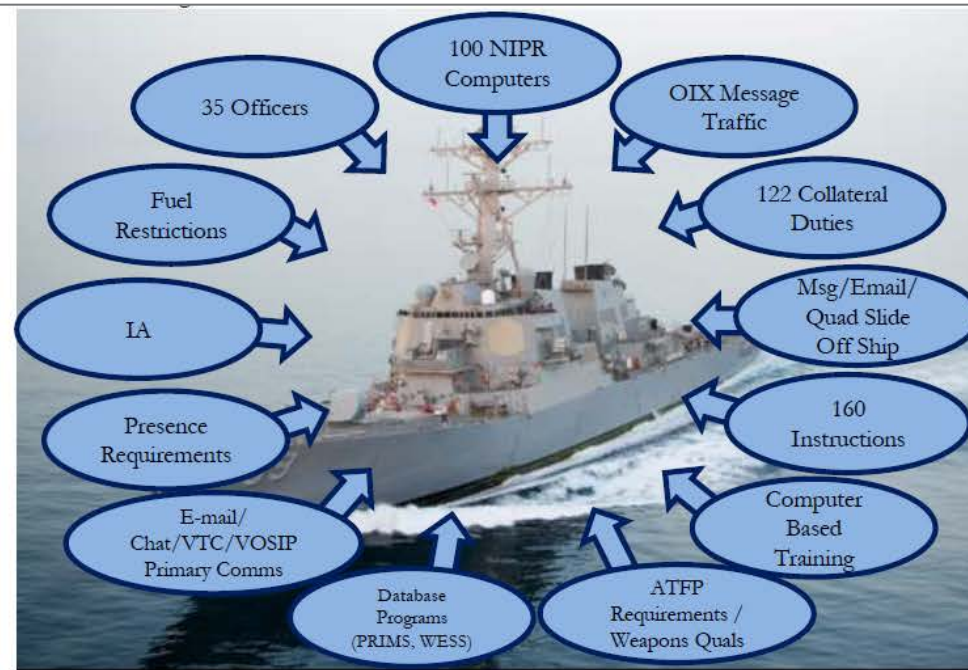 100 NIPR
Computers
35 Officers
OIX Message
Traffic
Fuel
Restrictions
122 Collateral
Duties
IA
Msg/Email/
Quad Slide
Off Ship
Presence
Requirements
160
Instructions
E-mail/
Chat/VTC/VOSIP
Primary Comms
Computer
Based
Training
Database
Programs
(PRIMS, WESS)
ATFP
Requirements /
Weapons Quals